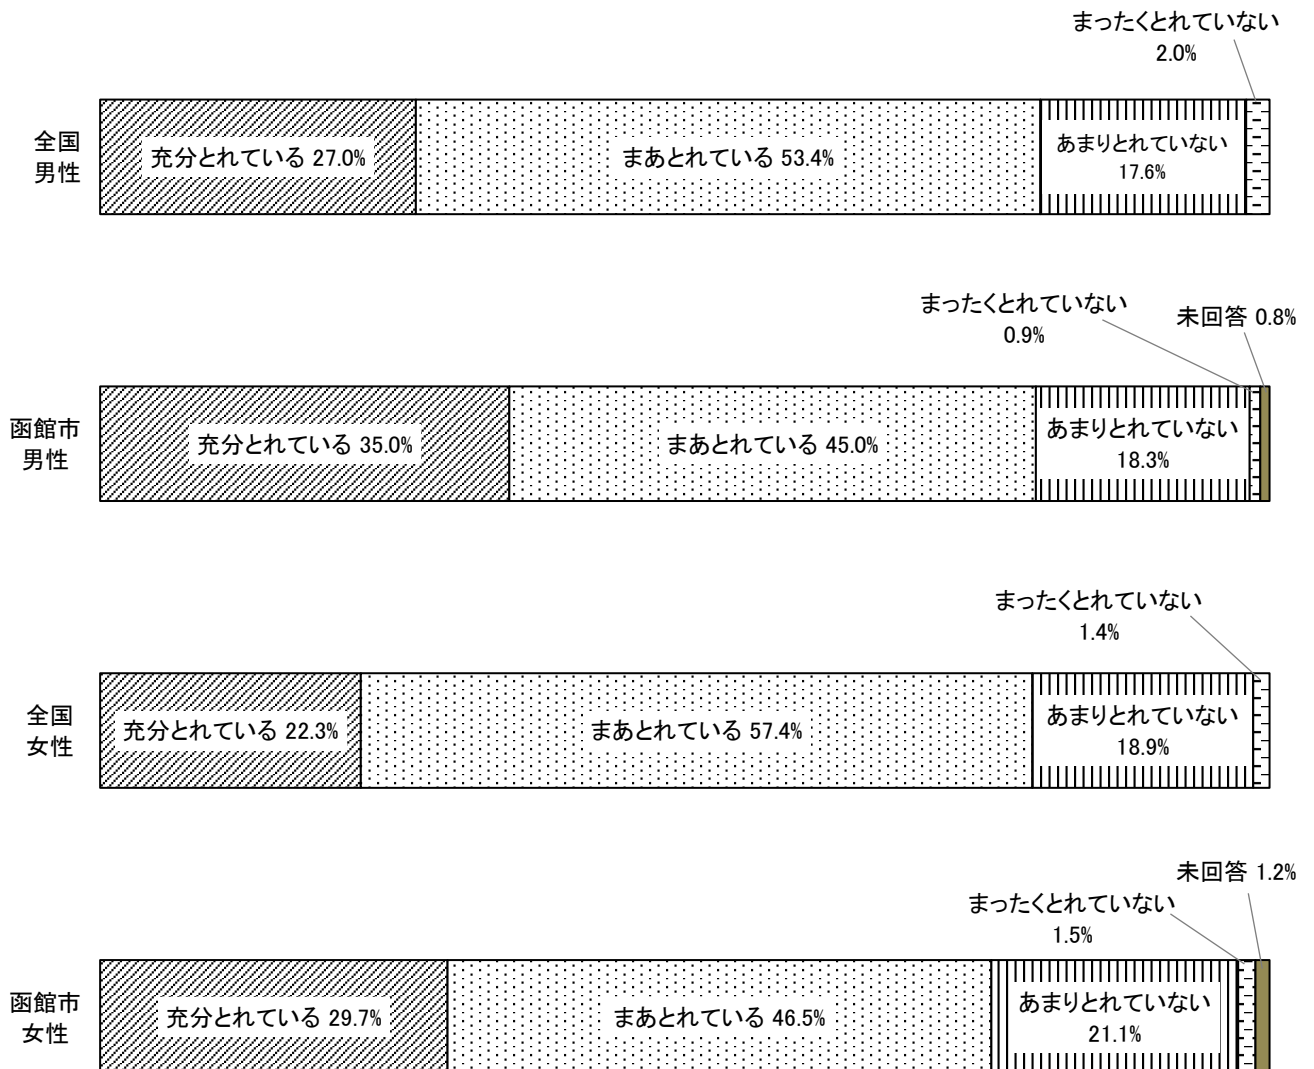 まったくとれていない
2.0%
全国
男性
充分とれている 27.0%
まあとれている 53.4%
あまりとれていない
17.6%
まったくとれていない
0.9%
未回答 0.8%
函館市
男性
充分とれている 35.0%
まあとれている 45.0%
あまりとれていない
18.3%
まったくとれていない
1.4%
全国
女性
充分とれている 22.3%
まあとれている 57.4%
あまりとれていない
18.9%
未回答 1.2%
まったくとれていない
1.5%
函館市
女性
充分とれている 29.7%
まあとれている 46.5%
あまりとれていない
21.1%